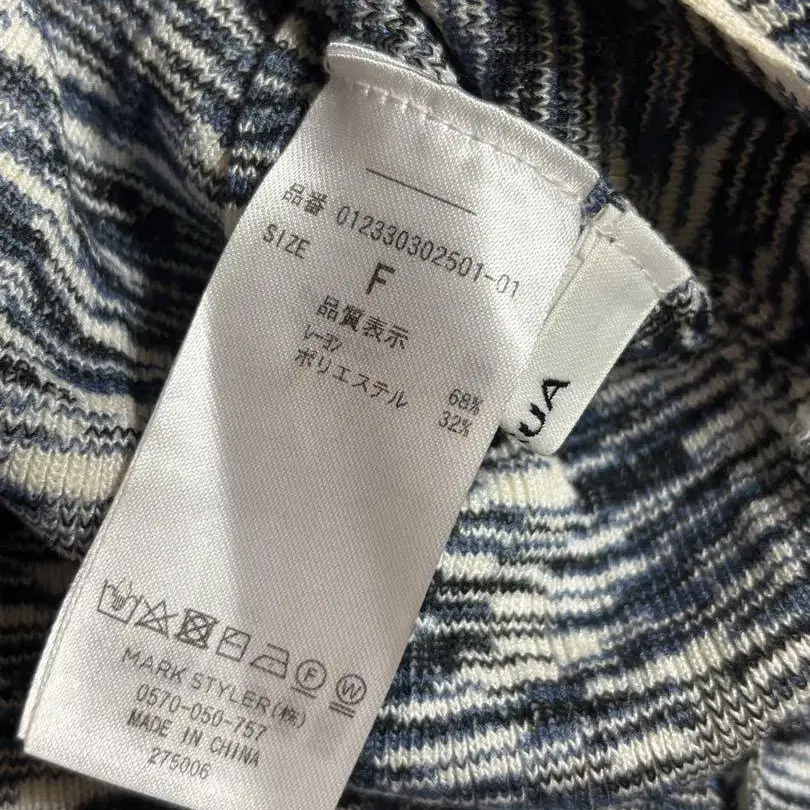 品番 012330302501-01
SIZE F
品質表示
レーヨン 68%
ポリエステル 32%
F W
MARK STYLER(株)
0570-050-757
MADE IN CHINA
275006
UA